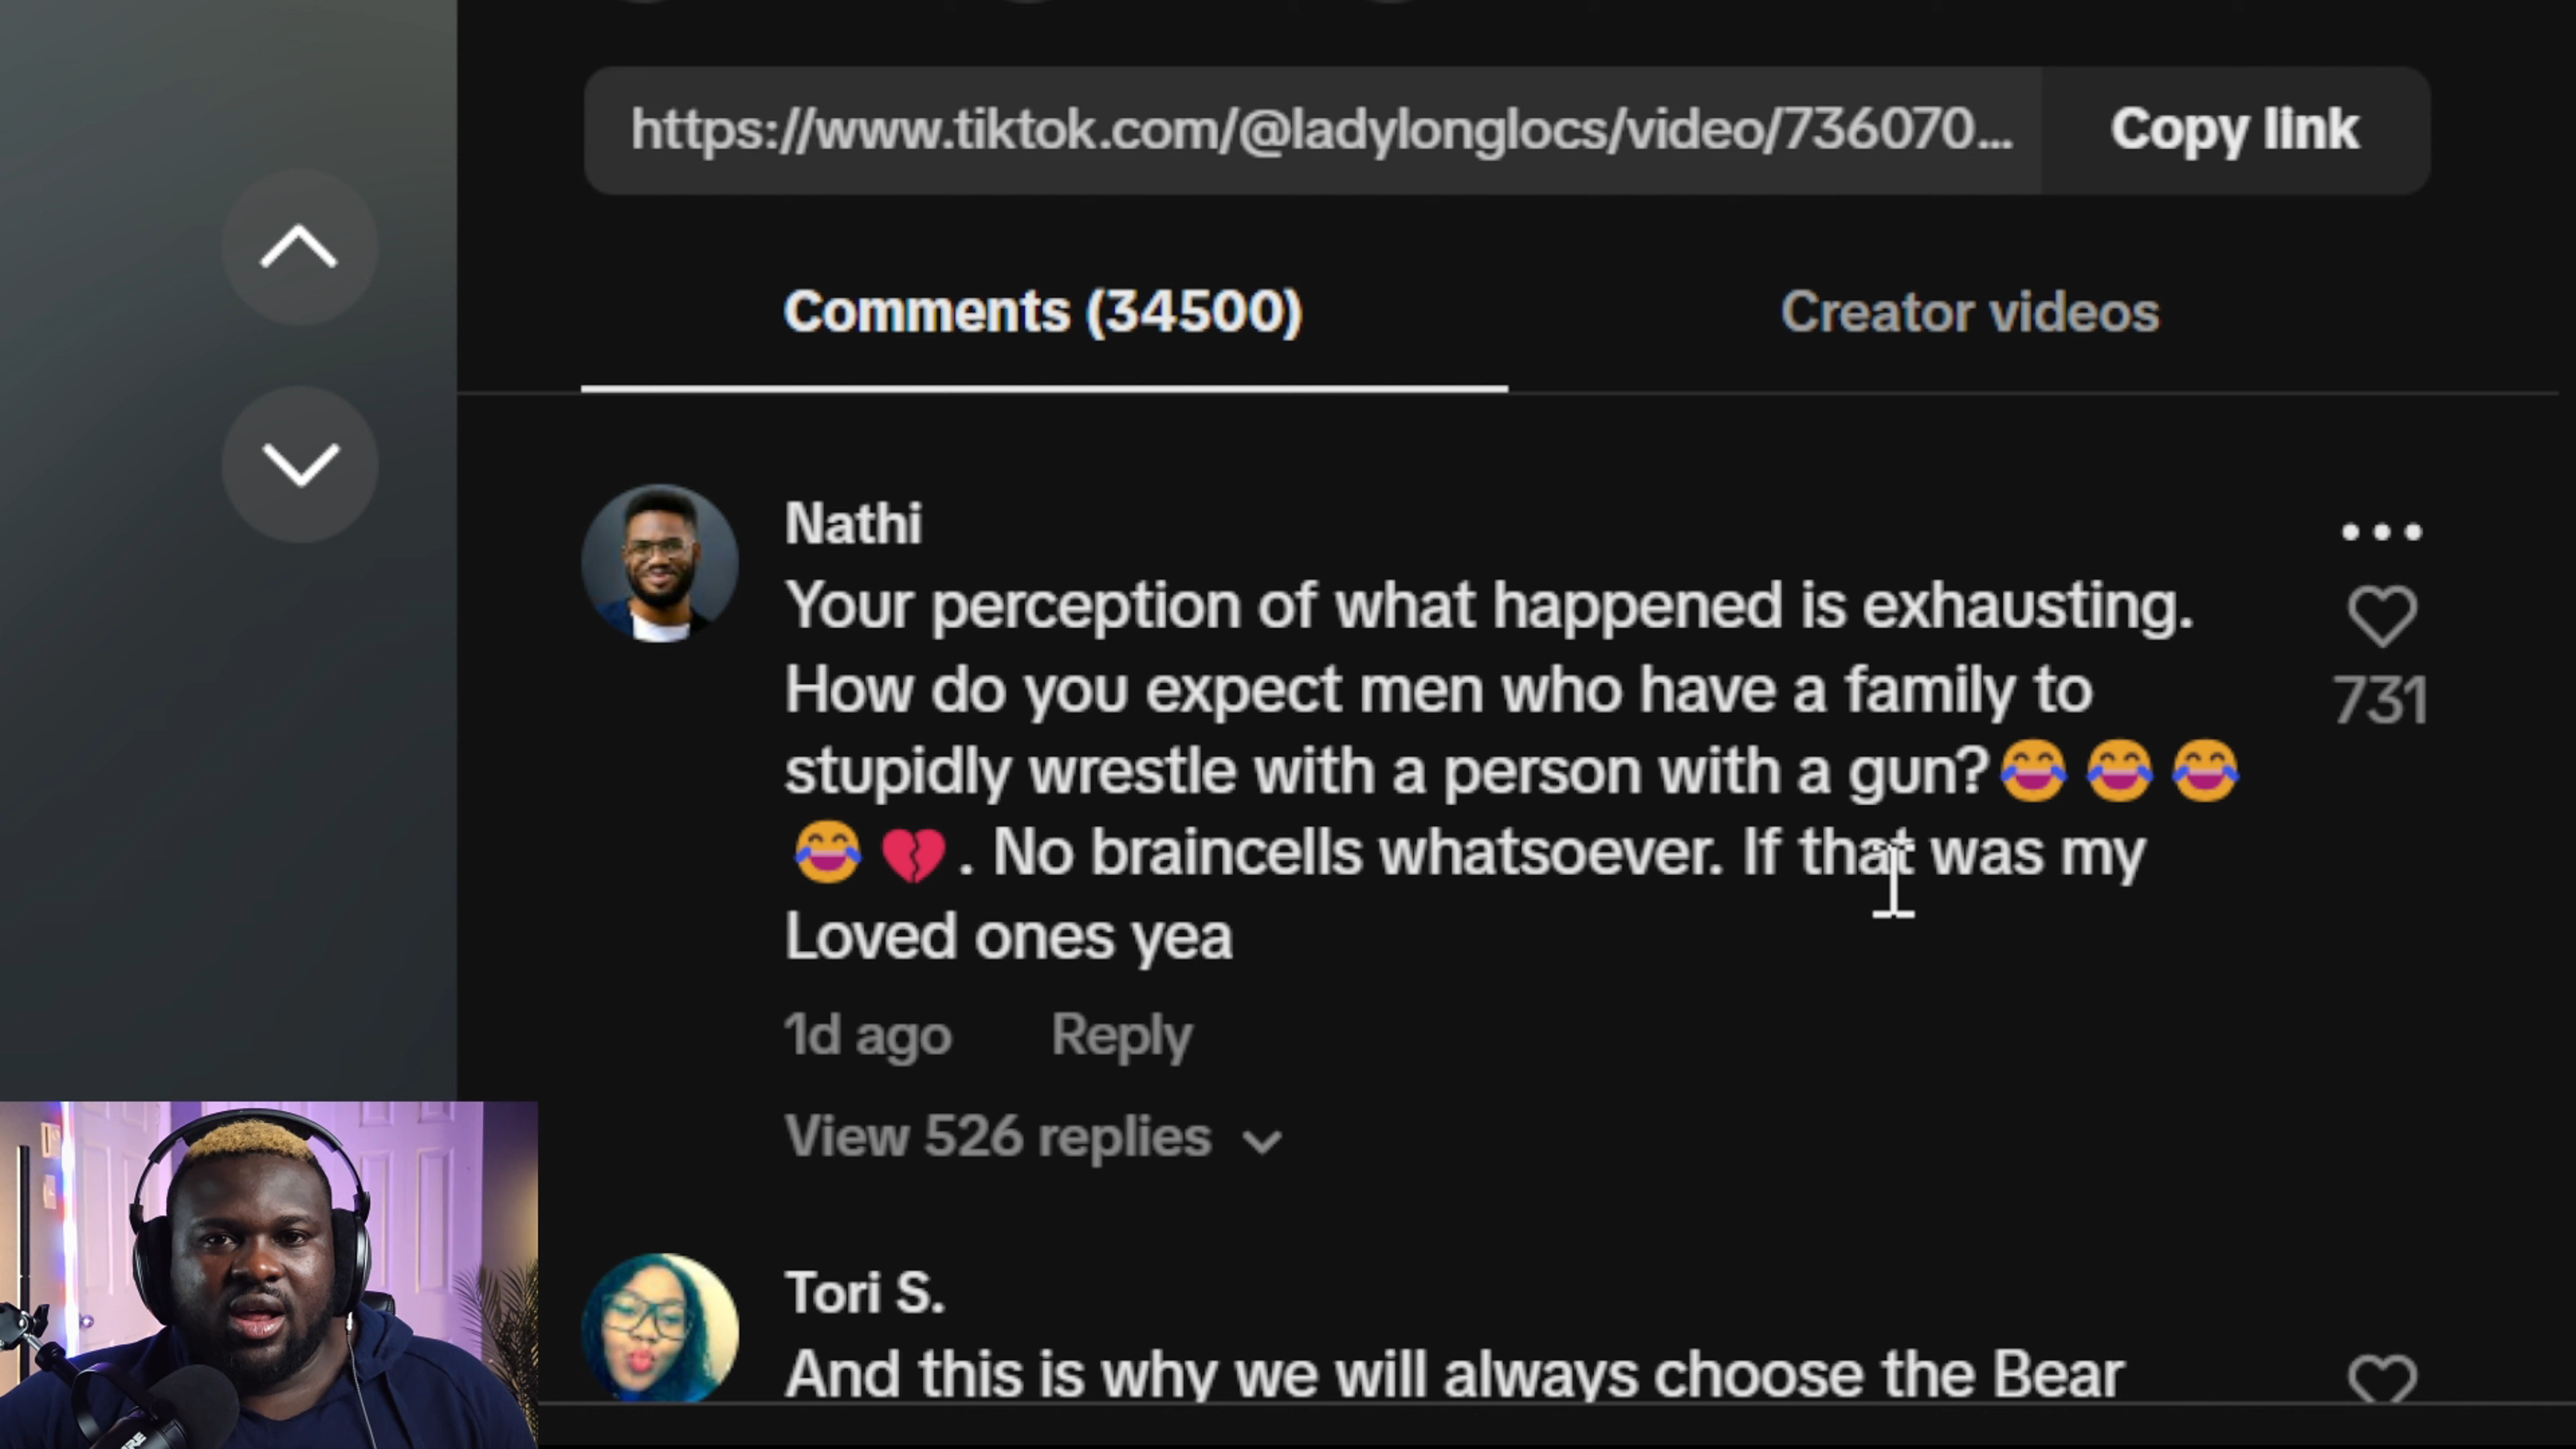 https://www.tiktok.com/@ladylonglocs/video/736070...
Copy link
Comments (34500)
Creator videos
Nathi
Your perception of what happened is exhausting.
How do you expect men who have a family to
731
stupidly wrestle with a person with a gun?😂😂😂
😂💔. No braincells whatsoever. If that was my
Loved ones yea
1d ago
Reply
View 526 replies
Tori S.
And this is why we will always choose the Bear